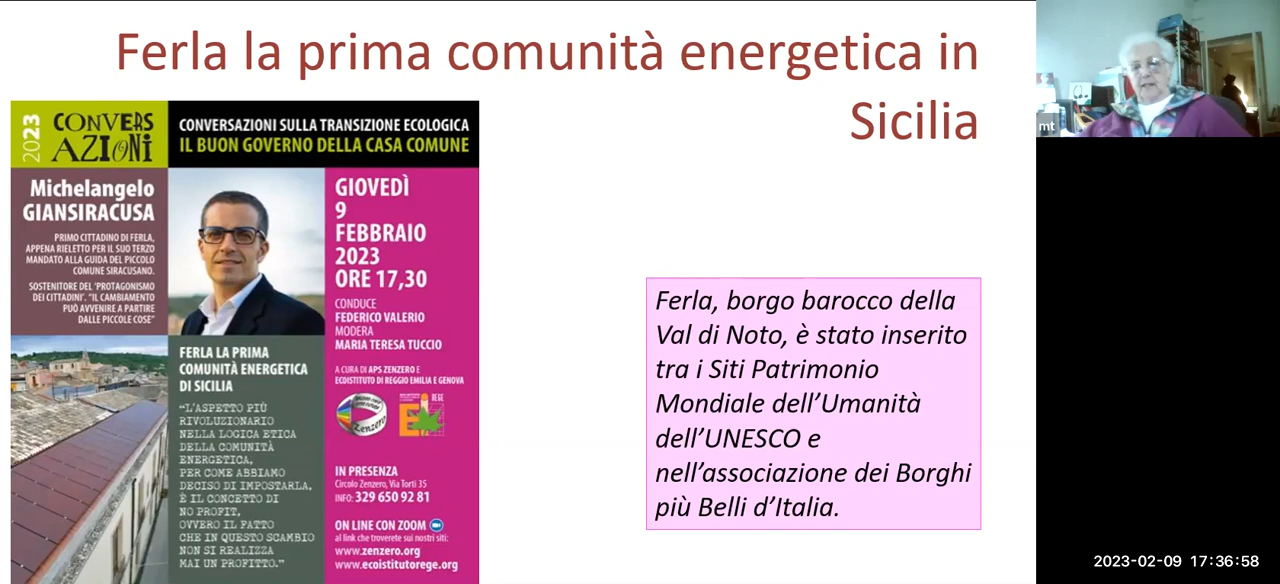 Ferla la prima comunità energetica in
Sicilia
2023
CONVERS
AZIONI
CONVERSAZIONI SULLA TRANSIZIONE ECOLOGICA
IL BUON GOVERNO DELLA CASA COMUNE
Michelangelo
GIANSIRACUSA
PRIMO CITTADINO DI FERLA,
APPENA RIELETTO PER IL SUO TERZO
MANDATO ALLA GUIDA DEL PICCOLO
COMUNE SIRACUSANO.
SOSTENITORE DEL 'PROTAGONISMO
DEI CITTADINI'. "IL CAMBIAMENTO
PUÒ AVVENIRE A PARTIRE
DALLE PICCOLE COSE"
GIOVEDÌ
9
FEBBRAIO
2023
ORE 17,30
CONDUCE
FEDERICO VALERIO
MODERA
MARIA TERESA TUCCIO
A CURA DI APS ZENZERO E
ECOISTITUTO DI REGGIO EMILIA E GENOVA
Zenzero
REGE
IN PRESENZA
Circolo Zenzero, Via Torti 35
INFO: 329 650 92 81
ON LINE CON ZOOM
al link che troverete sui nostri siti:
www.zenzero.org
www.ecoistitutorege.org
FERLA LA PRIMA
COMUNITÀ ENERGETICA
DI SICILIA
"L'ASPETTO PIÙ
RIVOLUZIONARIO
NELLA LOGICA ETICA
DELLA COMUNITÀ
ENERGETICA,
PER COME ABBIAMO
DECISO DI IMPOSTARLA,
È IL CONCETTO DI
NO PROFIT,
OVVERO IL FATTO
CHE IN QUESTO SCAMBIO
NON SI REALIZZA
MAI UN PROFITTO."
Ferla, borgo barocco della
Val di Noto, è stato inserito
tra i Siti Patrimonio
Mondiale dell'Umanità
dell'UNESCO e
nell'associazione dei Borghi
più Belli d'Italia.
mt
2023-02-09 17:36:58